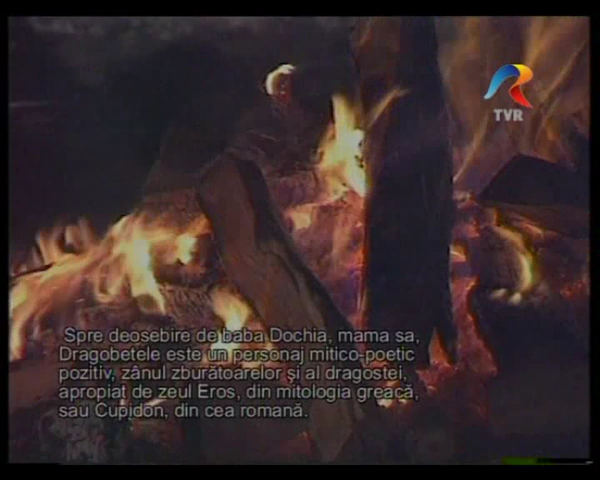 TVR
Spre deosebire de baba Dochia, mama sa,
Dragobetele este un personaj mitico-poetic
pozitiv, zânul zburătoarelor şi al dragostei,
apropiat de zeul Eros, din mitologia greacă,
sau Cupidon, din cea romană.